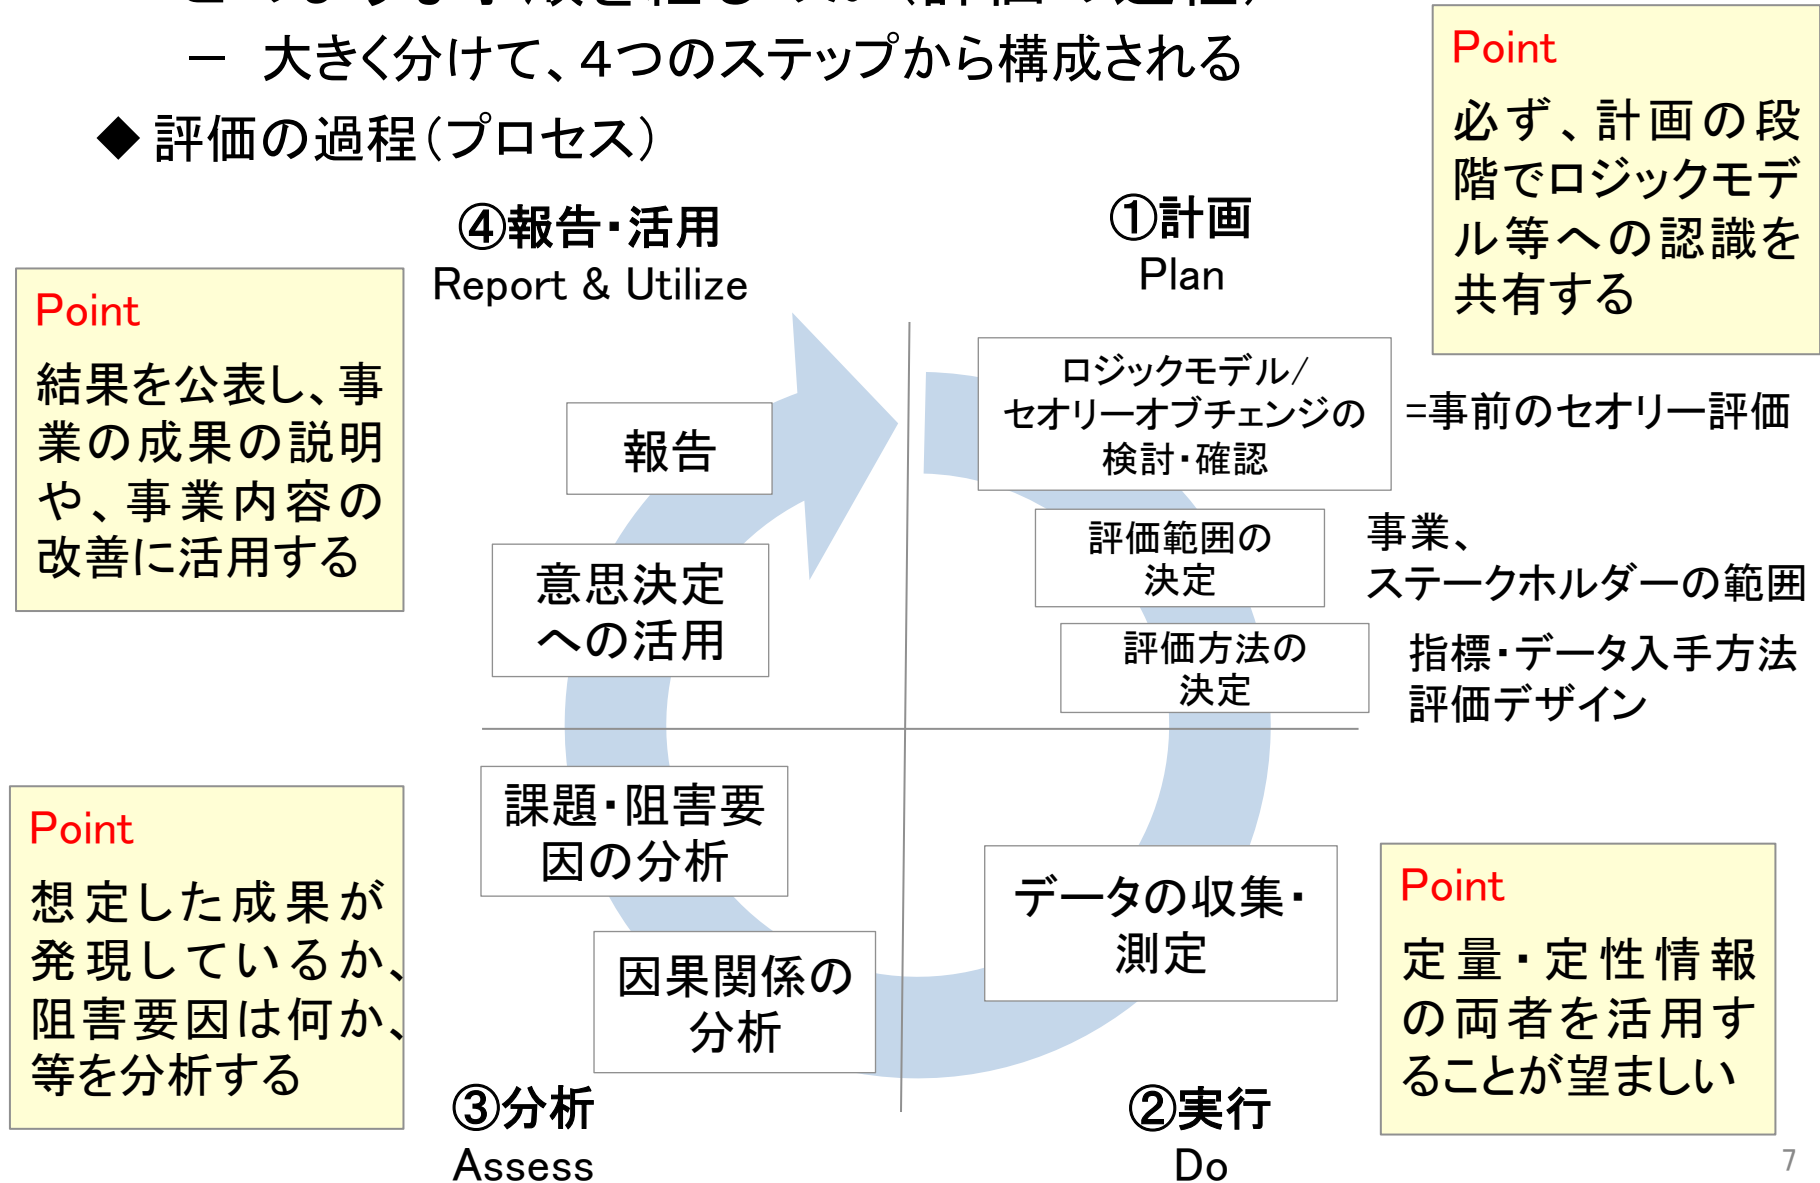 － 大きく分けて、４つのステップから構成される
◆ 評価の過程（プロセス）
④報告・活用
Report & Utilize
①計画
Plan
Point
必ず、計画の段
階でロジックモデ
ル等への認識を
共有する
Point
結果を公表し、事
業の成果の説明
や、事業内容の
改善に活用する
ロジックモデル/
セオリーオブチェンジの
検討・確認
=事前のセオリー評価
評価範囲の
決定
事業、
ステークホルダーの範囲
評価方法の
決定
指標・データ入手方法
評価デザイン
報告
意思決定
への活用
課題・阻害要
因の分析
因果関係の
分析
データの収集・
測定
Point
想定した成果が
発現しているか、
阻害要因は何か、
等を分析する
Point
定量・定性情報
の両者を活用す
ることが望ましい
③分析
Assess
②実行
Do
7